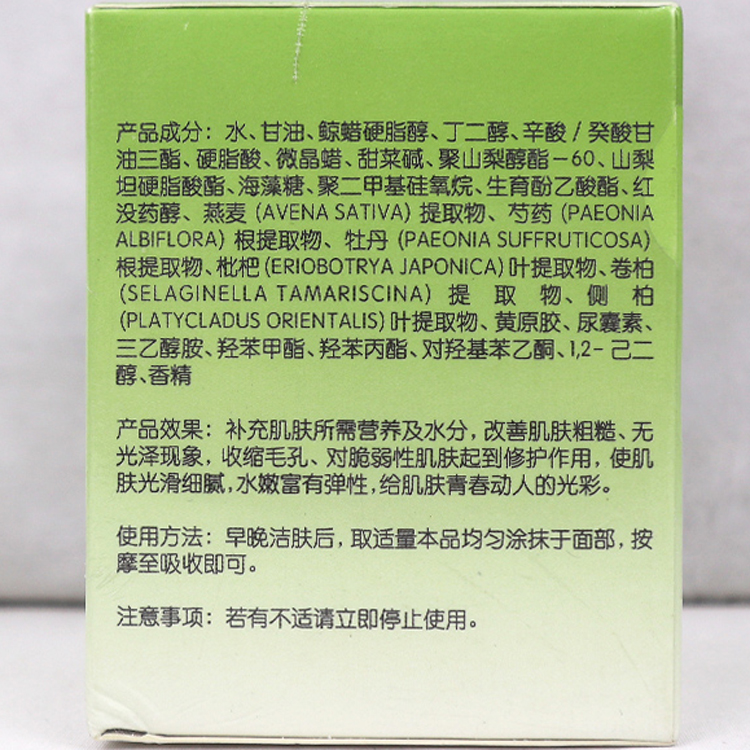 产品成分：水、甘油、鲸蜡硬脂醇、丁二醇、辛酸/癸酸甘
油三酯、硬脂酸、微晶蜡、甜菜碱、聚山梨醇酯-60、山梨
坦硬脂酸酯、海藻糖、聚二甲基硅氧烷、生育酚乙酸酯、红
没药醇、燕麦(AVENA SATIVA)提取物、芍药(PAEONIA
ALBIFLORA)根提取物、牡丹(PAEONIA SUFFRUTICOSA)
根提取物、枇杷(ERIOBOTRYA JAPONICA)叶提取物、卷柏
(SELAGINELLA TAMARISCINA)提取物、侧柏
(PLATYCLADUS ORIENTALIS)叶提取物、黄原胶、尿囊素、
三乙醇胺、羟苯甲酯、羟苯丙酯、对羟基苯乙酮、1,2-己二
醇、香精
产品效果：补充肌肤所需营养及水分，改善肌肤粗糙、无
光泽现象，收缩毛孔、对脆弱性肌肤起到修护作用，使肌
肤光滑细腻，水嫩富有弹性，给肌肤青春动人的光彩。
使用方法：早晚洁肤后，取适量本品均匀涂抹于面部，按
摩至吸收即可。
注意事项：若有不适请立即停止使用。